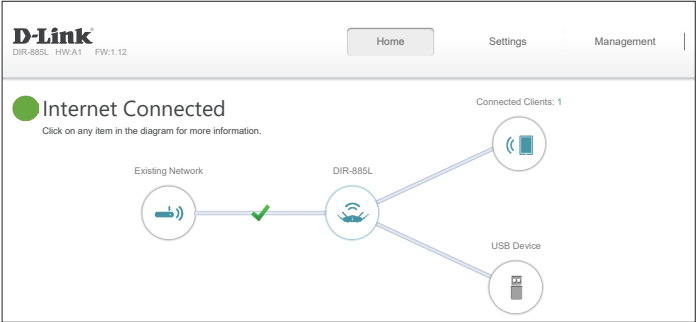 D-Link
DIR-885L HW:A1 FW:1.12
Home
Settings
Management
Internet Connected
Click on any item in the diagram for more information.
Connected Clients: 1
Existing Network
DIR-885L
USB Device